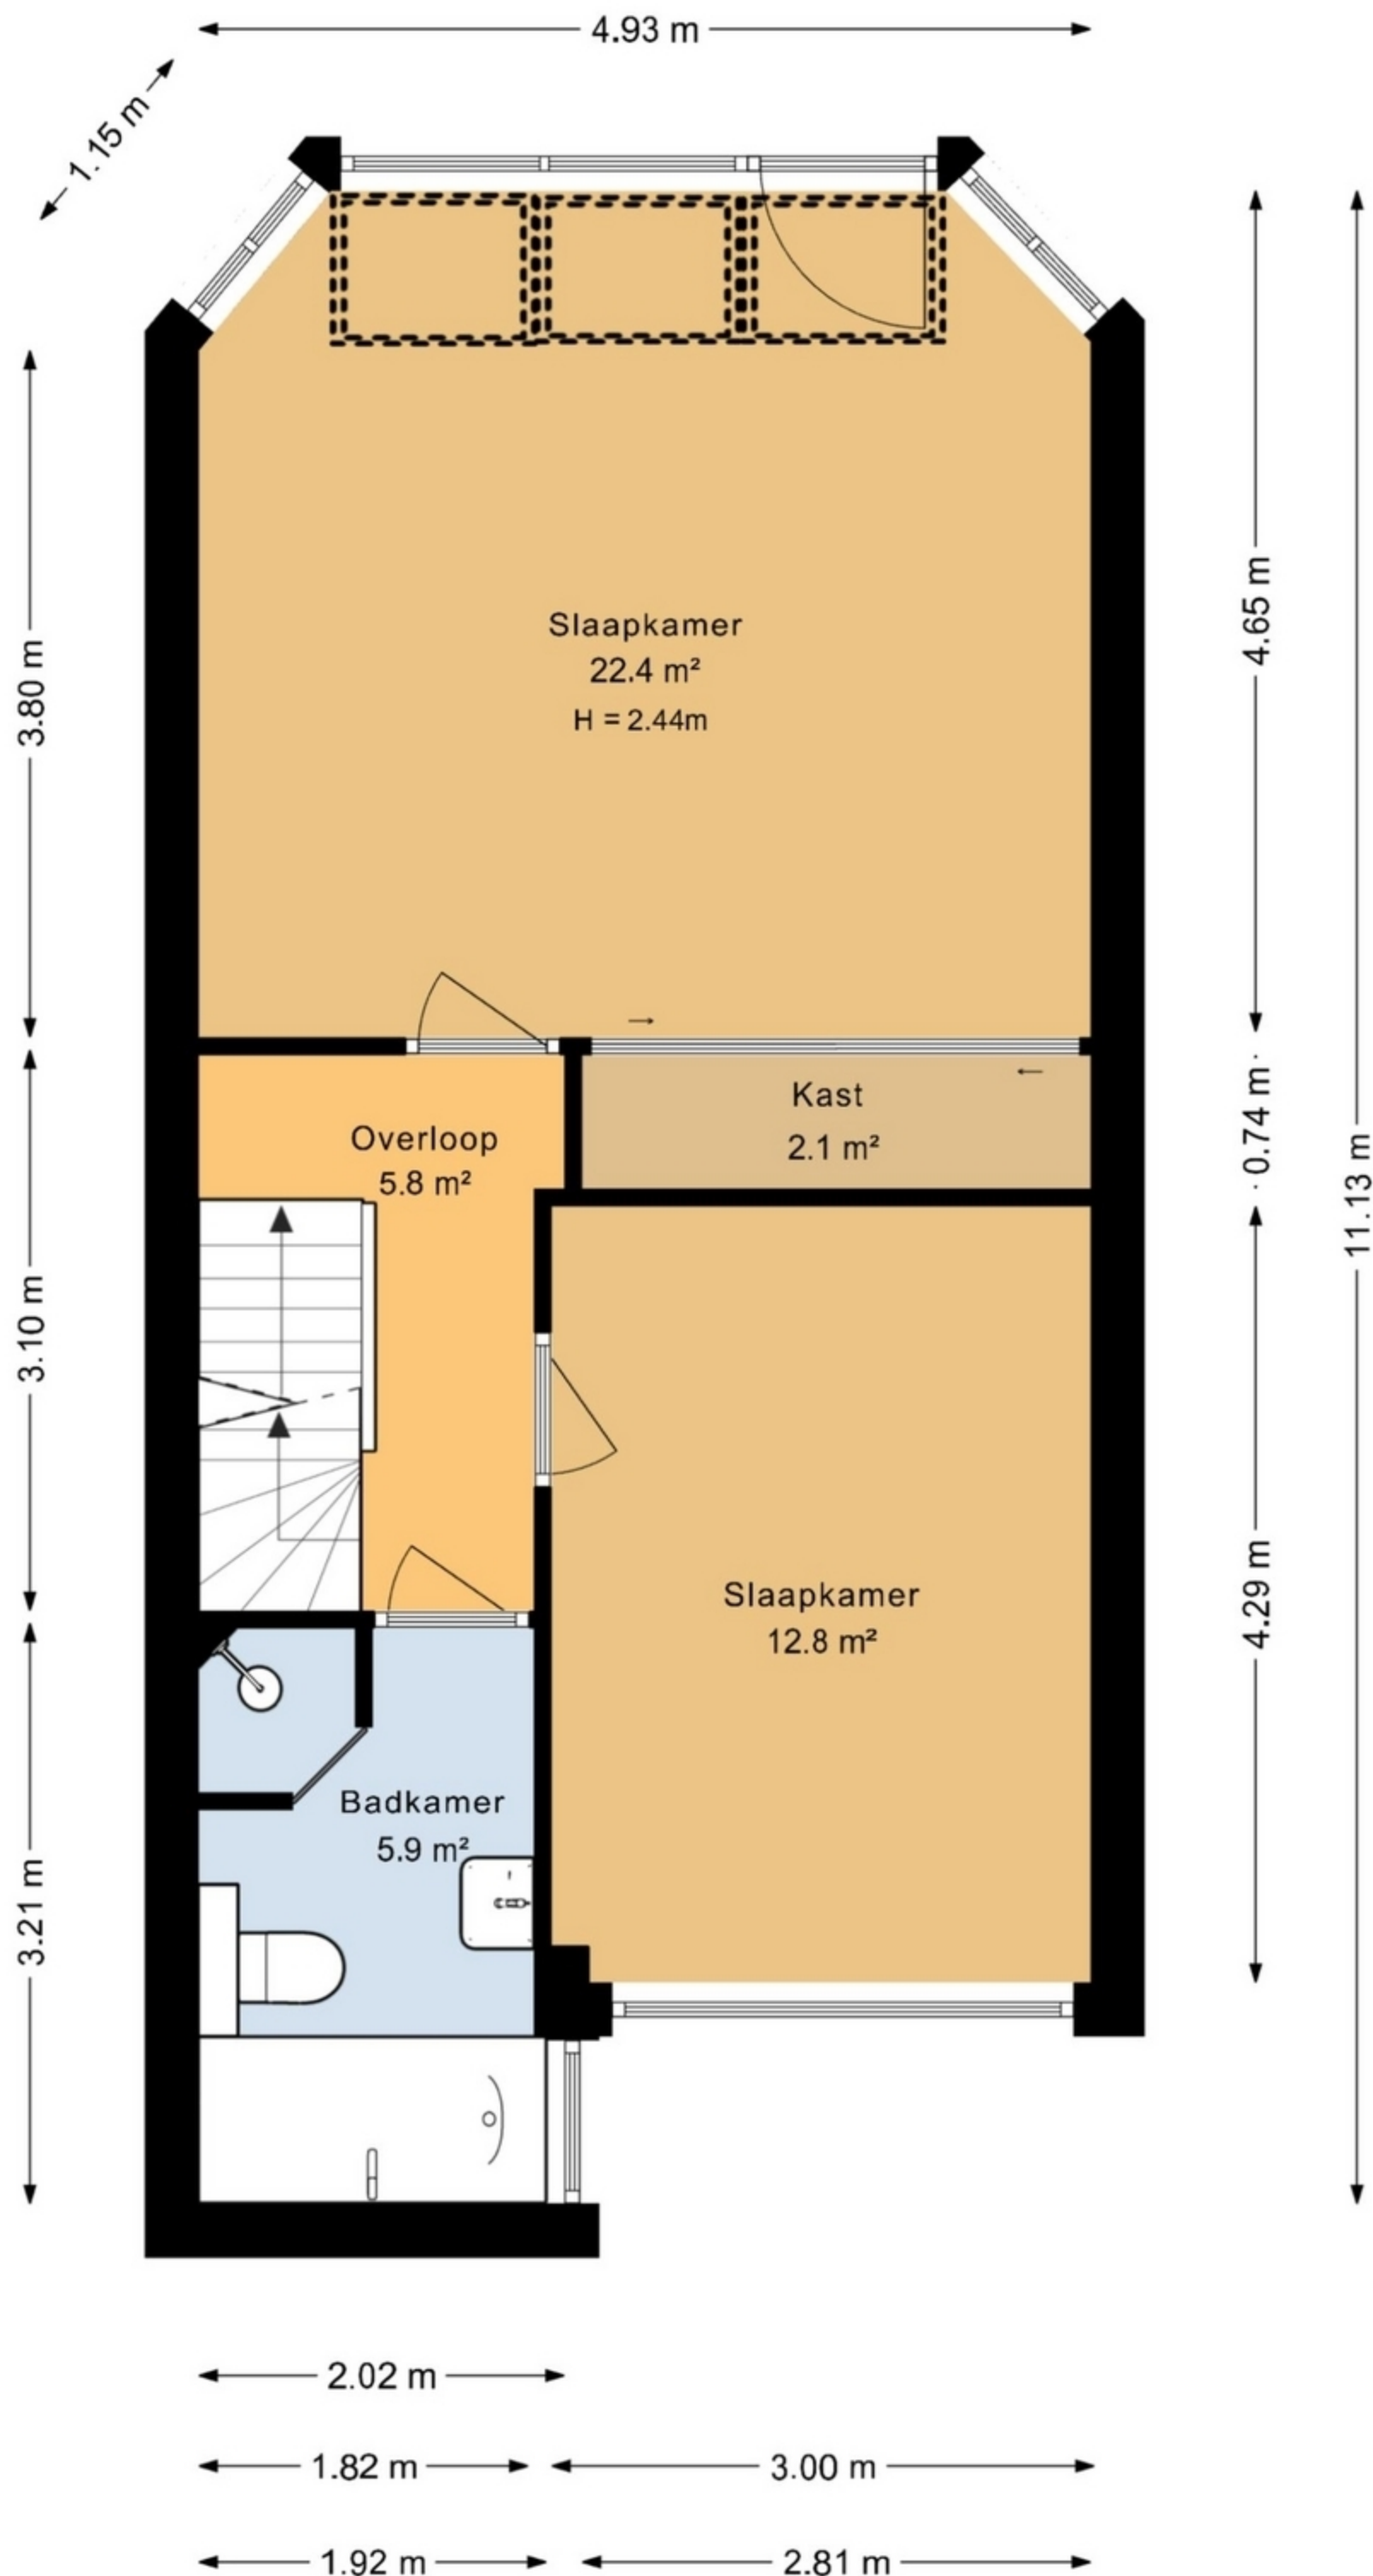 4.93 m
1.15 m
Slaapkamer
22.4 m²
H = 2.44m
3.80 m
4.65 m
Kast
2.1 m²
0.74 m
Overloop
5.8 m²
11.13 m
3.10 m
Slaapkamer
12.8 m²
4.29 m
Badkamer
5.9 m²
3.21 m
2.02 m
1.82 m
3.00 m
1.92 m
2.81 m